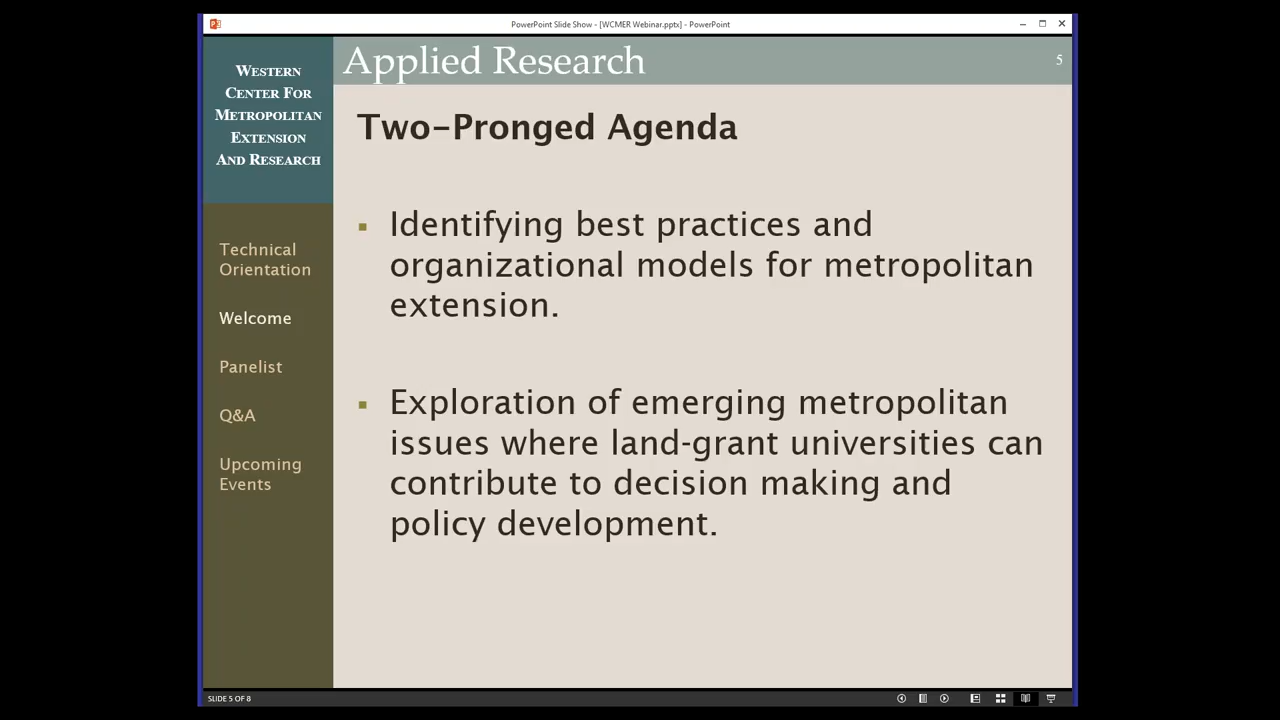 PowerPoint Slide Show - [WCMER Webinar.pptx] - PowerPoint
WESTERN
CENTER FOR
METROPOLITAN
EXTENSION
AND RESEARCH
Applied Research
5
Technical
Orientation
Welcome
Panelist
Q&A
Upcoming
Events
Two-Pronged Agenda
▪ Identifying best practices and
organizational models for metropolitan
extension.
▪ Exploration of emerging metropolitan
issues where land-grant universities can
contribute to decision making and
policy development.
SLIDE 5 OF 8